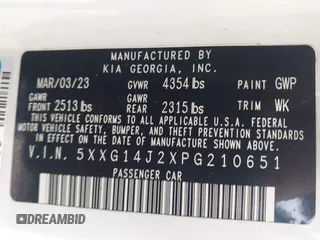 MANUFACTURED BY
KIA GEORGIA, INC.
MAR/03/23 GVWR 4354 lbs PAINT GWP
GAWR GAWR
FRONT 2513 lbs REAR 2315 lbs TRIM WK
THIS VEHICLE CONFORMS TO ALL APPLICABLE U.S.A. FEDERAL
MOTOR VEHICLE SAFETY, BUMPER, AND THEFT PREVENTION STANDARDS
IN EFFECT ON THE DATE OF MANUFACTURE SHOWN ABOVE.
V.I.N. 5XXG14J2XPG210651
PASSENGER CAR
DREAMBID